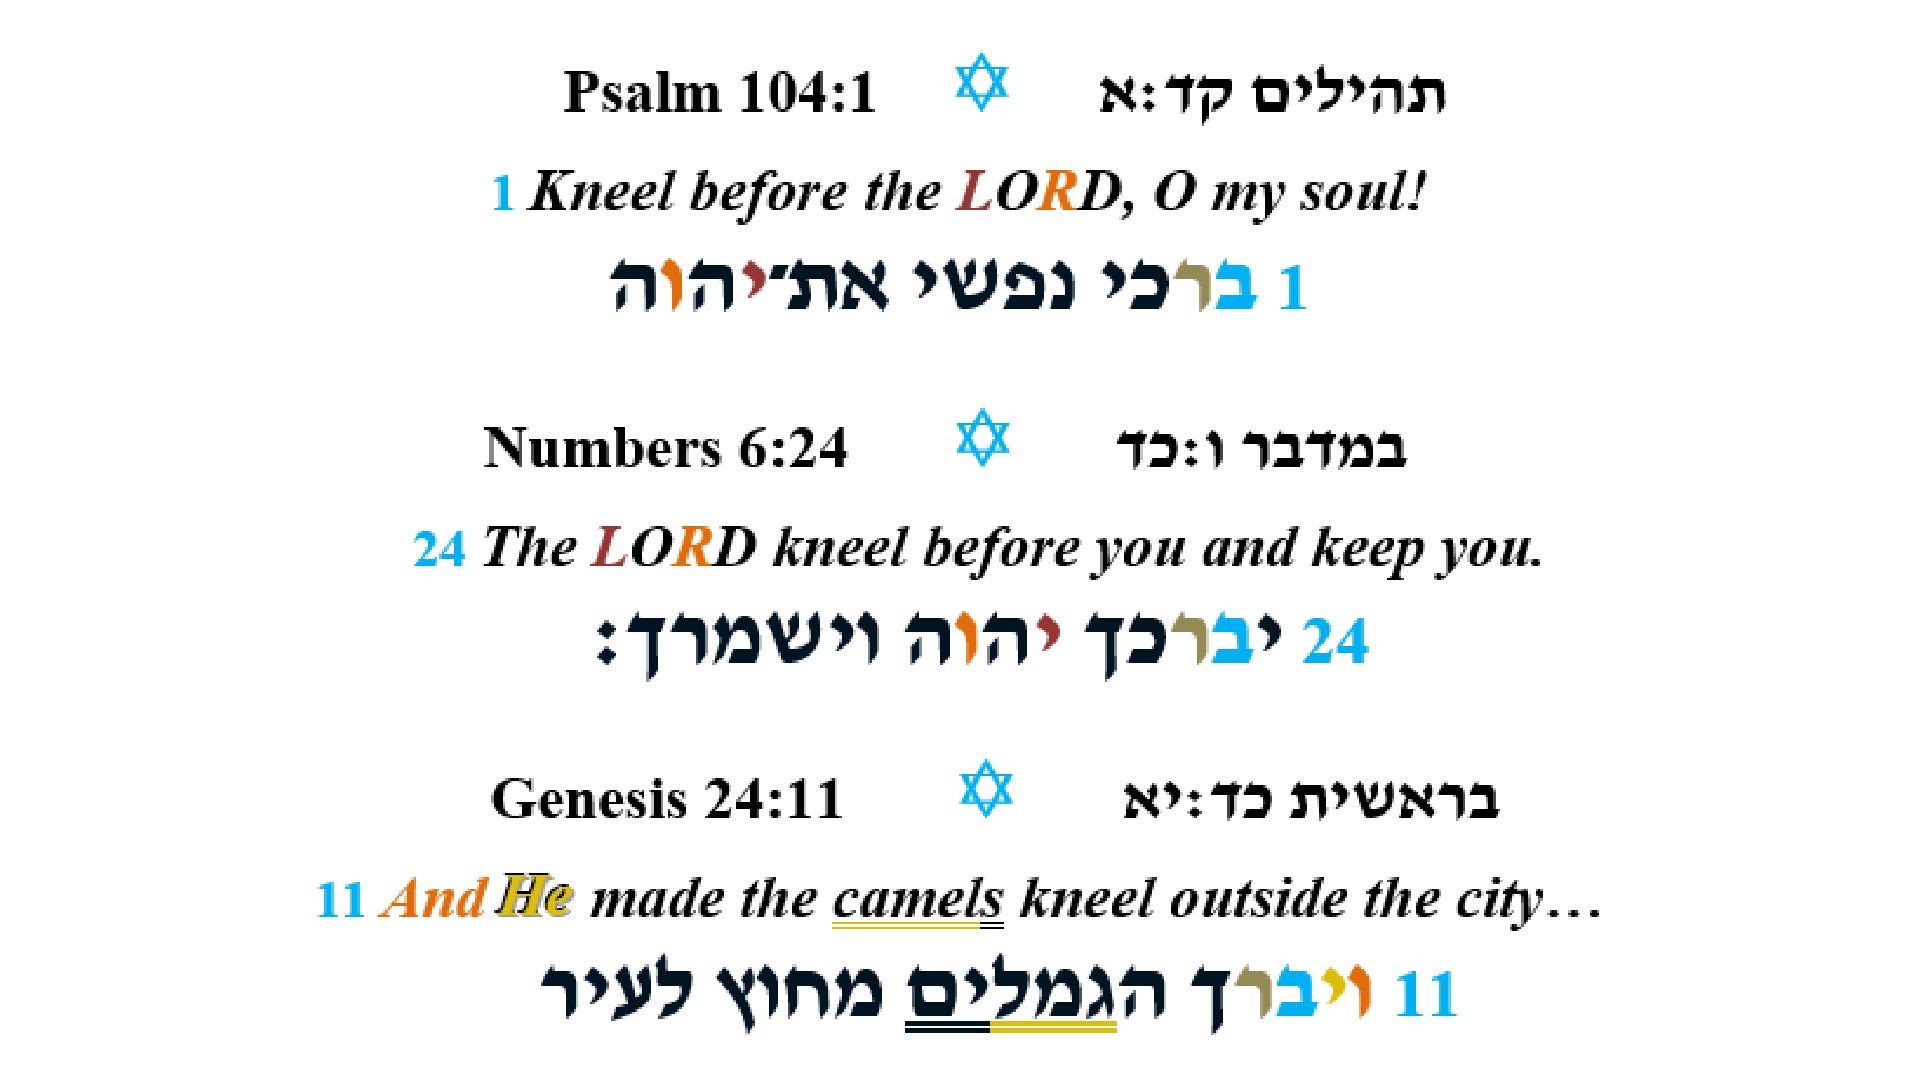 Psalm 104:1 ✡ תהילים קד:א
1 Kneel before the LORD, O my soul!
1 ברכי נפשי את־יהוה
Numbers 6:24 ✡ במדבר ו:כד
24 The LORD kneel before you and keep you.
24 יברכך יהוה וישמרך:
Genesis 24:11 ✡ בראשית כד:יא
11 And He made the camels kneel outside the city…
11 ויברך הגמלים מחוץ לעיר